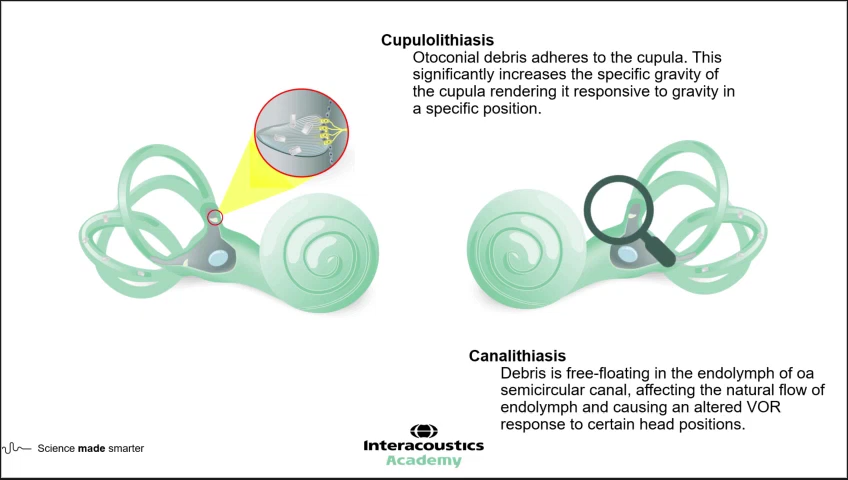 Cupulolithiasis
Otoconial debris adheres to the cupula. This
significantly increases the specific gravity of
the cupula rendering it responsive to gravity in
a specific position.
Canalithiasis
Debris is free-floating in the endolymph of oa
semicircular canal, affecting the natural flow of
endolymph and causing an altered VOR
response to certain head positions.
Science made smarter
Interacoustics
Academy